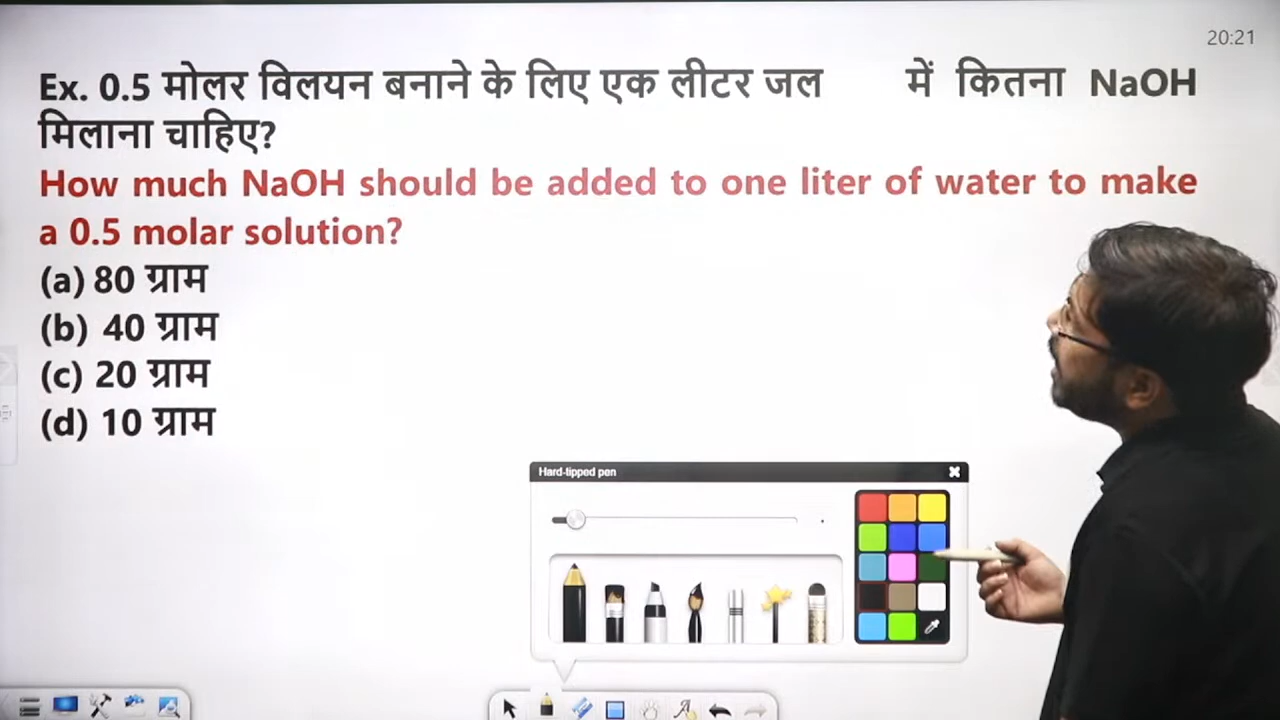 20:21
Ex. 0.5 मोलर विलयन बनाने के लिए एक लीटर जल में कितना NaOH
मिलाना चाहिए?
How much NaOH should be added to one liter of water to make
a 0.5 molar solution?
(a) 80 ग्राम
(b) 40 ग्राम
(c) 20 ग्राम
(d) 10 ग्राम
Hard-tipped pen